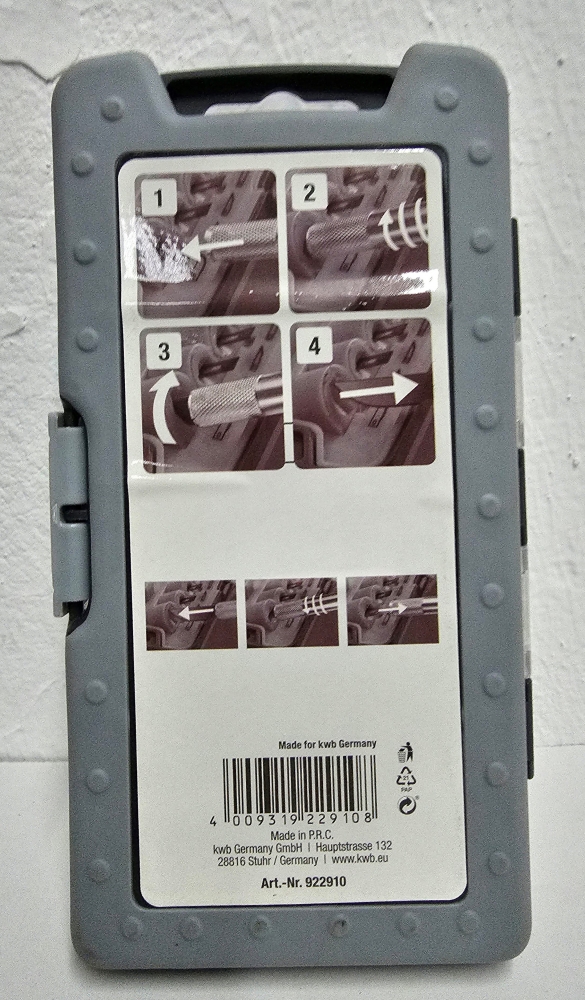 1
2
3
4
Made for kwb Germany
4 009319 229108
21
PAP
Made in P.R.C.
kwb Germany GmbH | Hauptstrasse 132
28816 Stuhr / Germany | www.kwb.eu
Art.-Nr. 922910